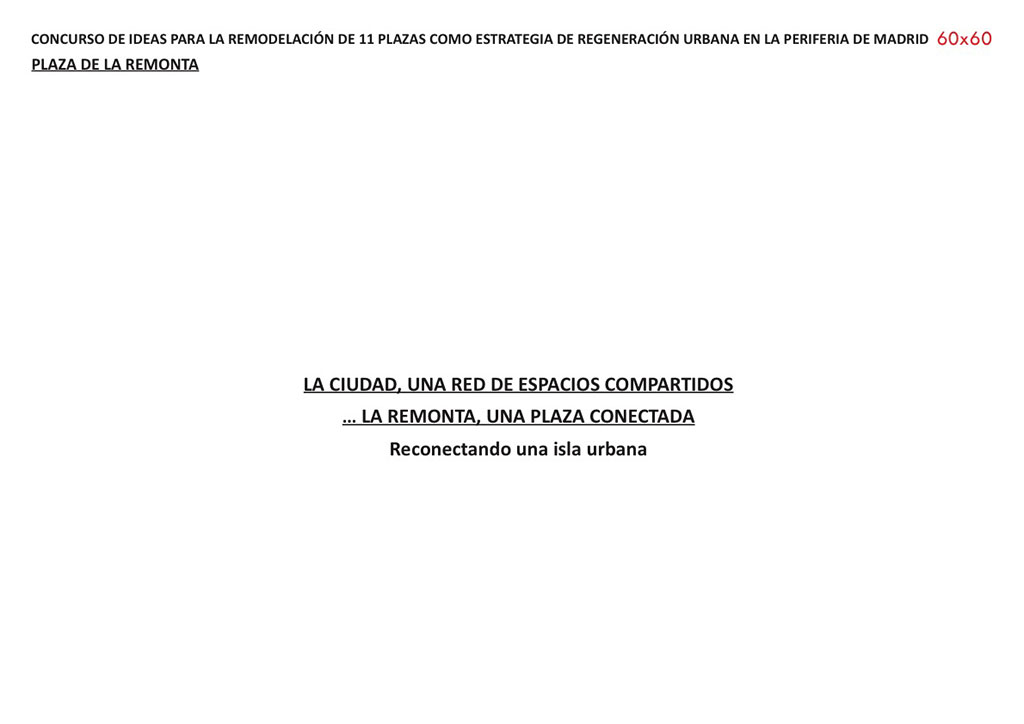 CONCURSO DE IDEAS PARA LA REMODELACIÓN DE 11 PLAZAS COMO ESTRATEGIA DE REGENERACIÓN URBANA EN LA PERIFERIA DE MADRID 60x60
PLAZA DE LA REMONTA
LA CIUDAD, UNA RED DE ESPACIOS COMPARTIDOS
... LA REMONTA, UNA PLAZA CONECTADA
Reconectando una isla urbana